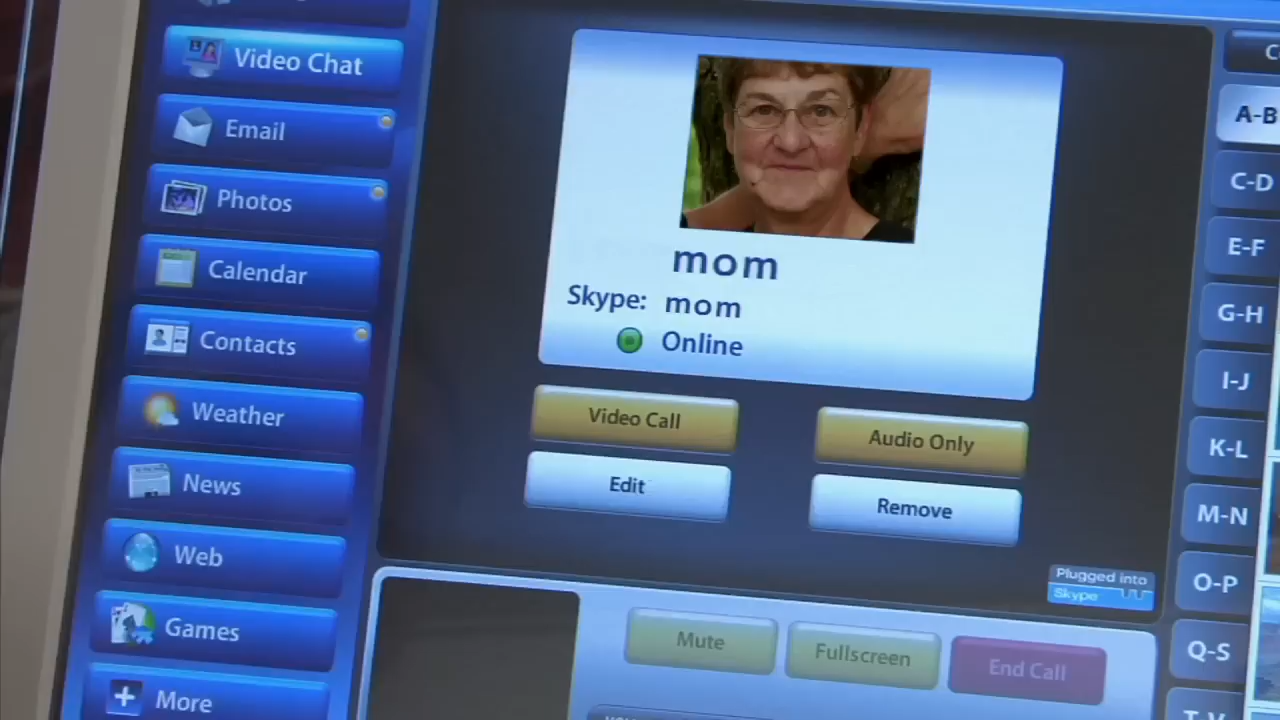 Video Chat
Email
Photos
Calendar
Contacts
Weather
News
Web
Games
More
mom
Skype: mom
Online
Video Call
Audio Only
Edit
Remove
Plugged into
Skype
Mute
Fullscreen
End Call
A-B
C-D
E-F
G-H
I-J
K-L
M-N
O-P
Q-S